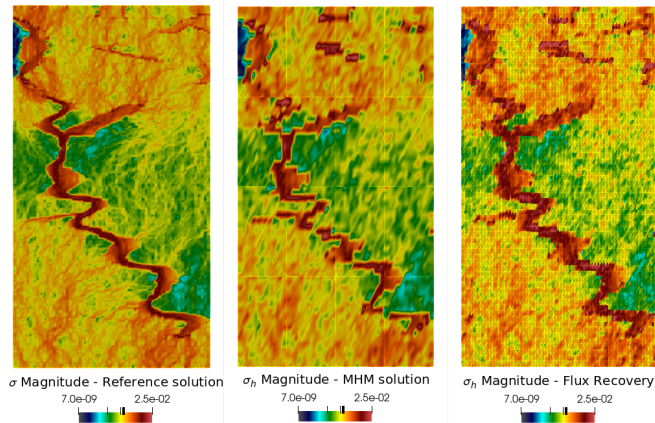 σ Magnitude - Reference solution
7.0e-09 2.5e-02
σh Magnitude - MHM solution
7.0e-09 2.5e-02
σh Magnitude - Flux Recovery
7.0e-09 2.5e-02